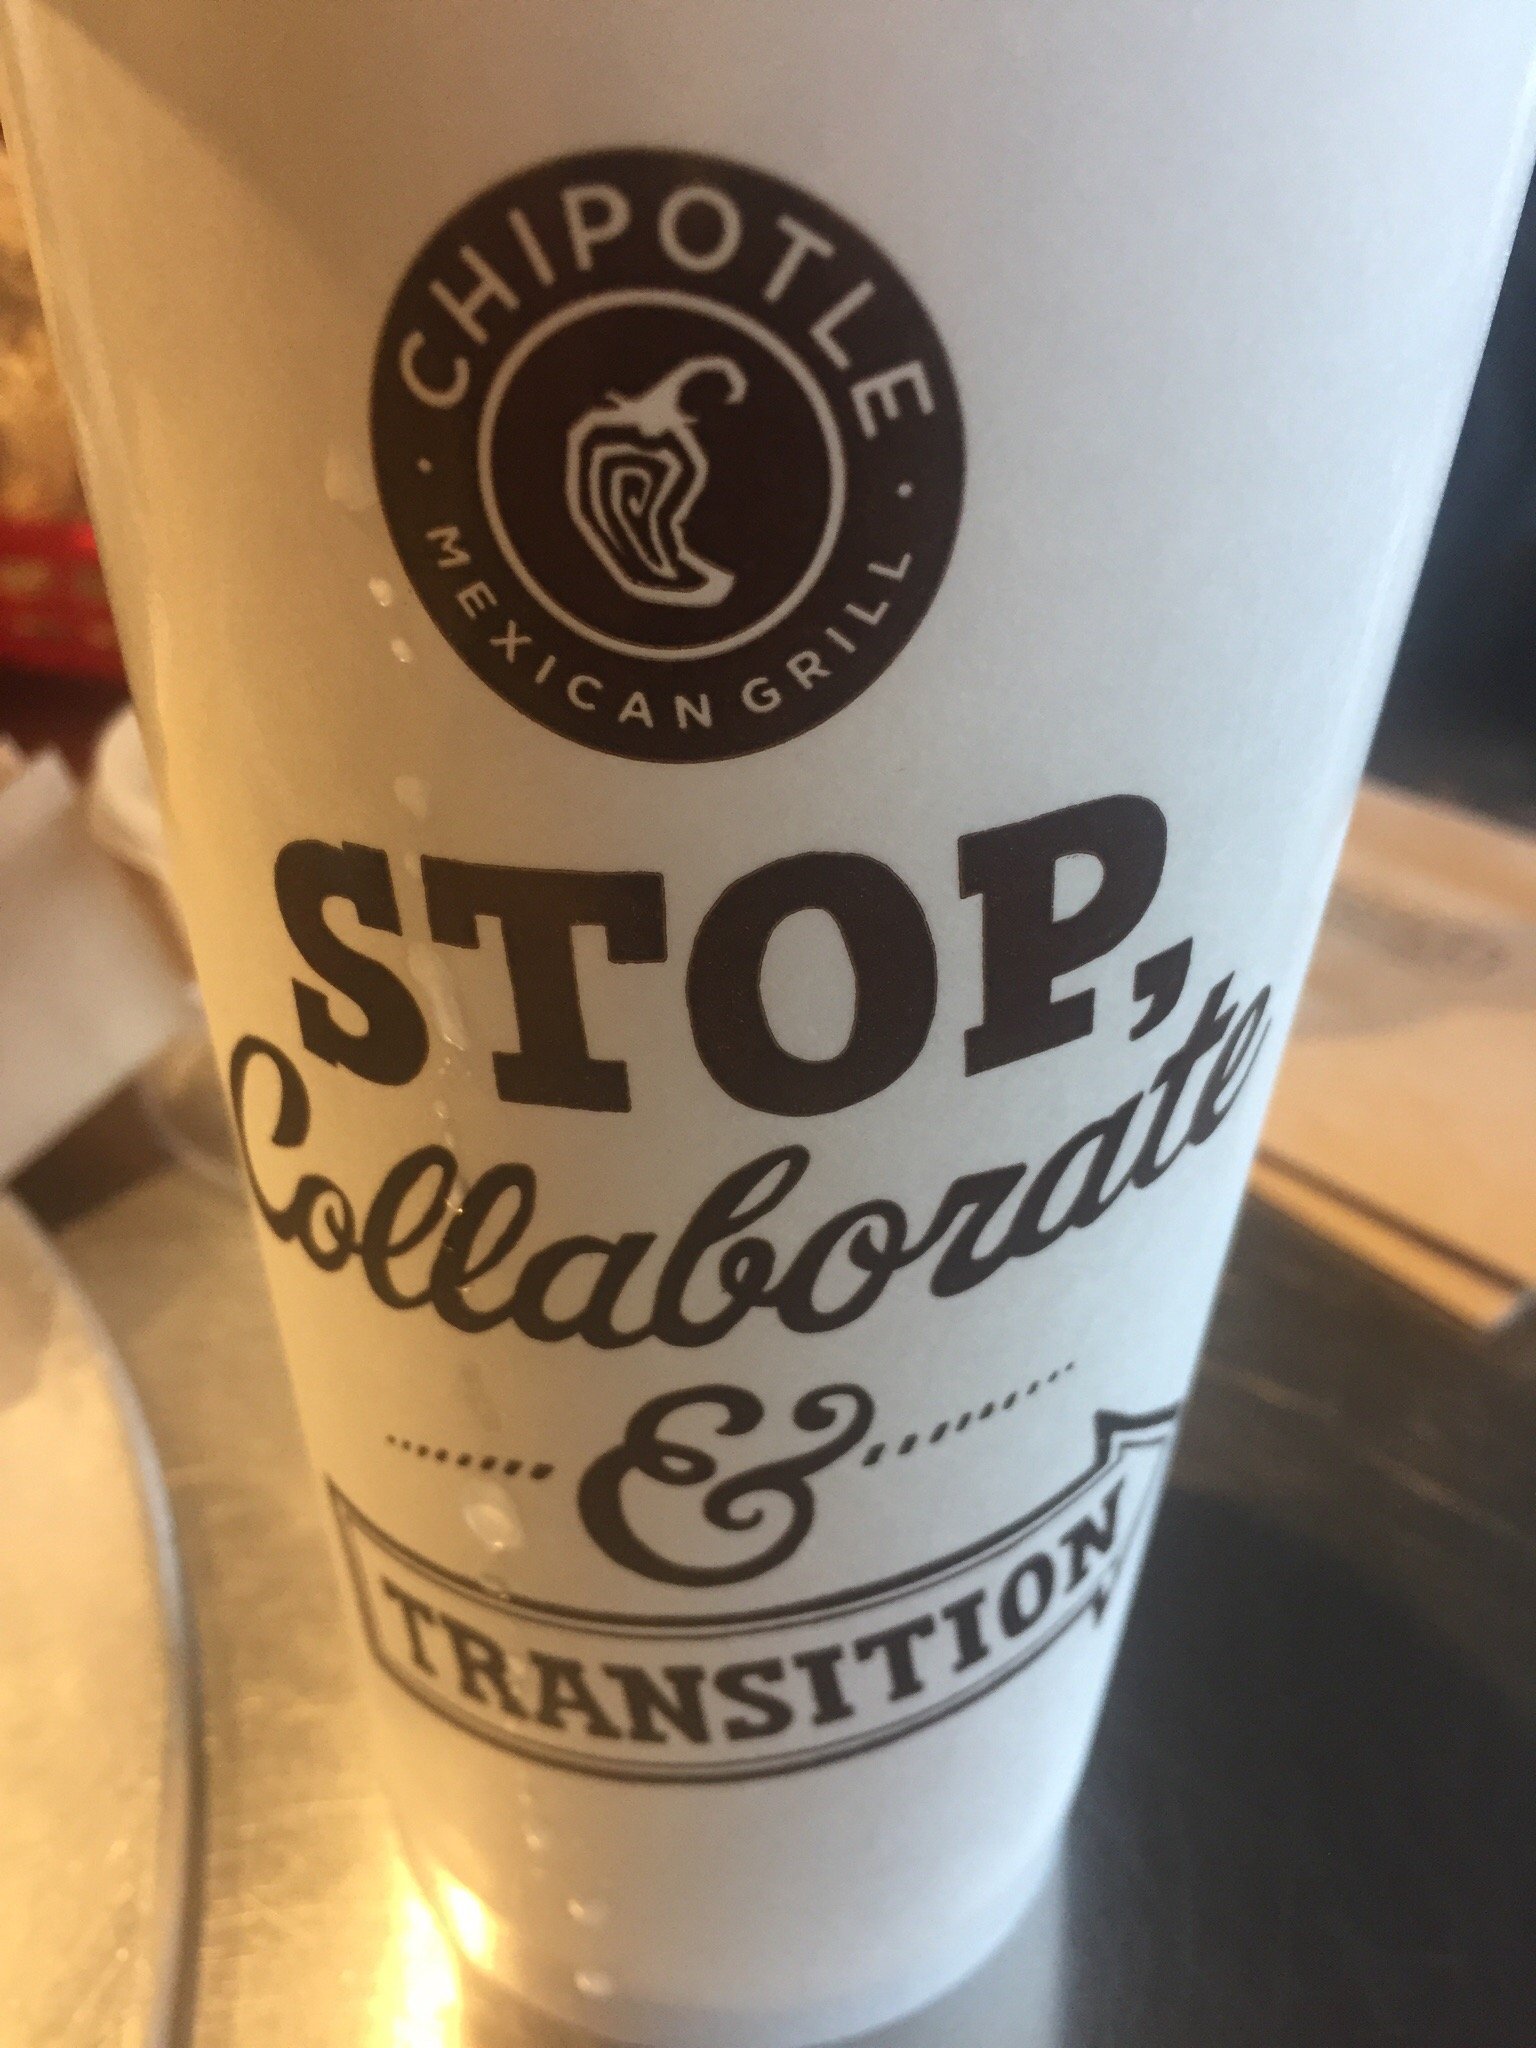 CHIPOTLE
MEXICAN GRILL
STOP,
Collaborate
&
TRANSITION